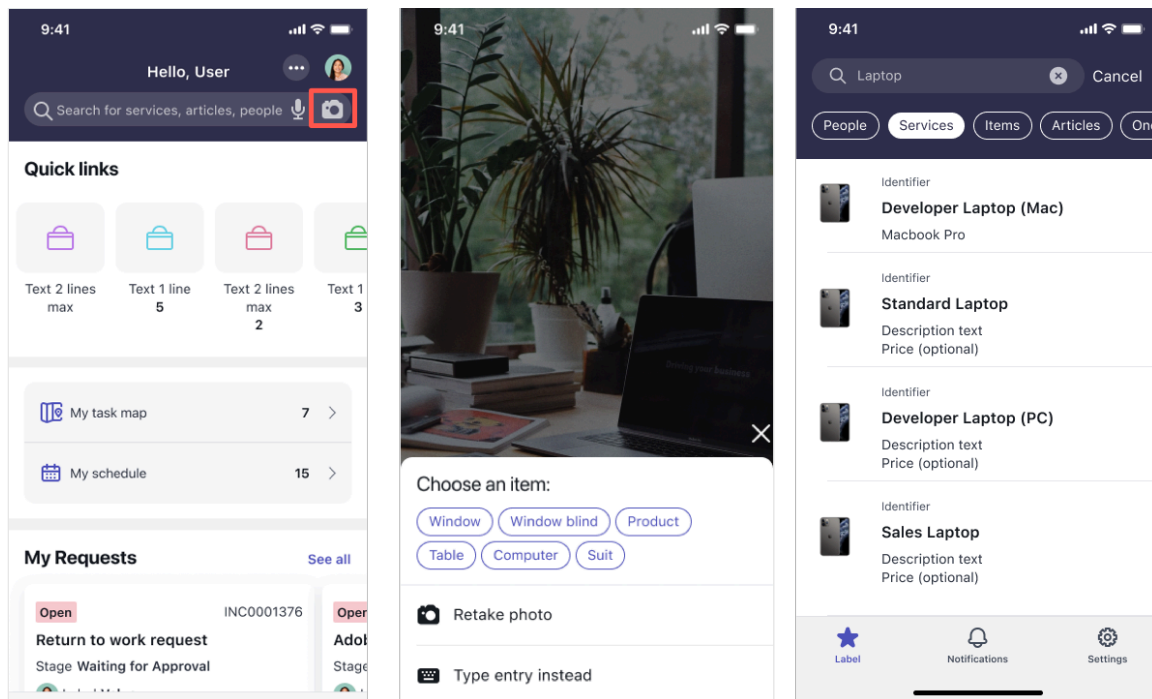 9:41
Hello, User
Search for services, articles, people
Quick links
Text 2 lines
max
Text 1 line
5
Text 2 lines
max
2
Text 1
3
My task map 7
My schedule 15
My Requests See all
Open INC0001376
Return to work request
Stage Waiting for Approval
Open
Adob
Stage
9:41
Driving your business
Choose an item:
Window Window blind Product
Table Computer Suit
Retake photo
Type entry instead
9:41
Laptop Cancel
People Services Items Articles On
Identifier
Developer Laptop (Mac)
Macbook Pro
Identifier
Standard Laptop
Description text
Price (optional)
Identifier
Developer Laptop (PC)
Description text
Price (optional)
Identifier
Sales Laptop
Description text
Price (optional)
Label Notifications Settings